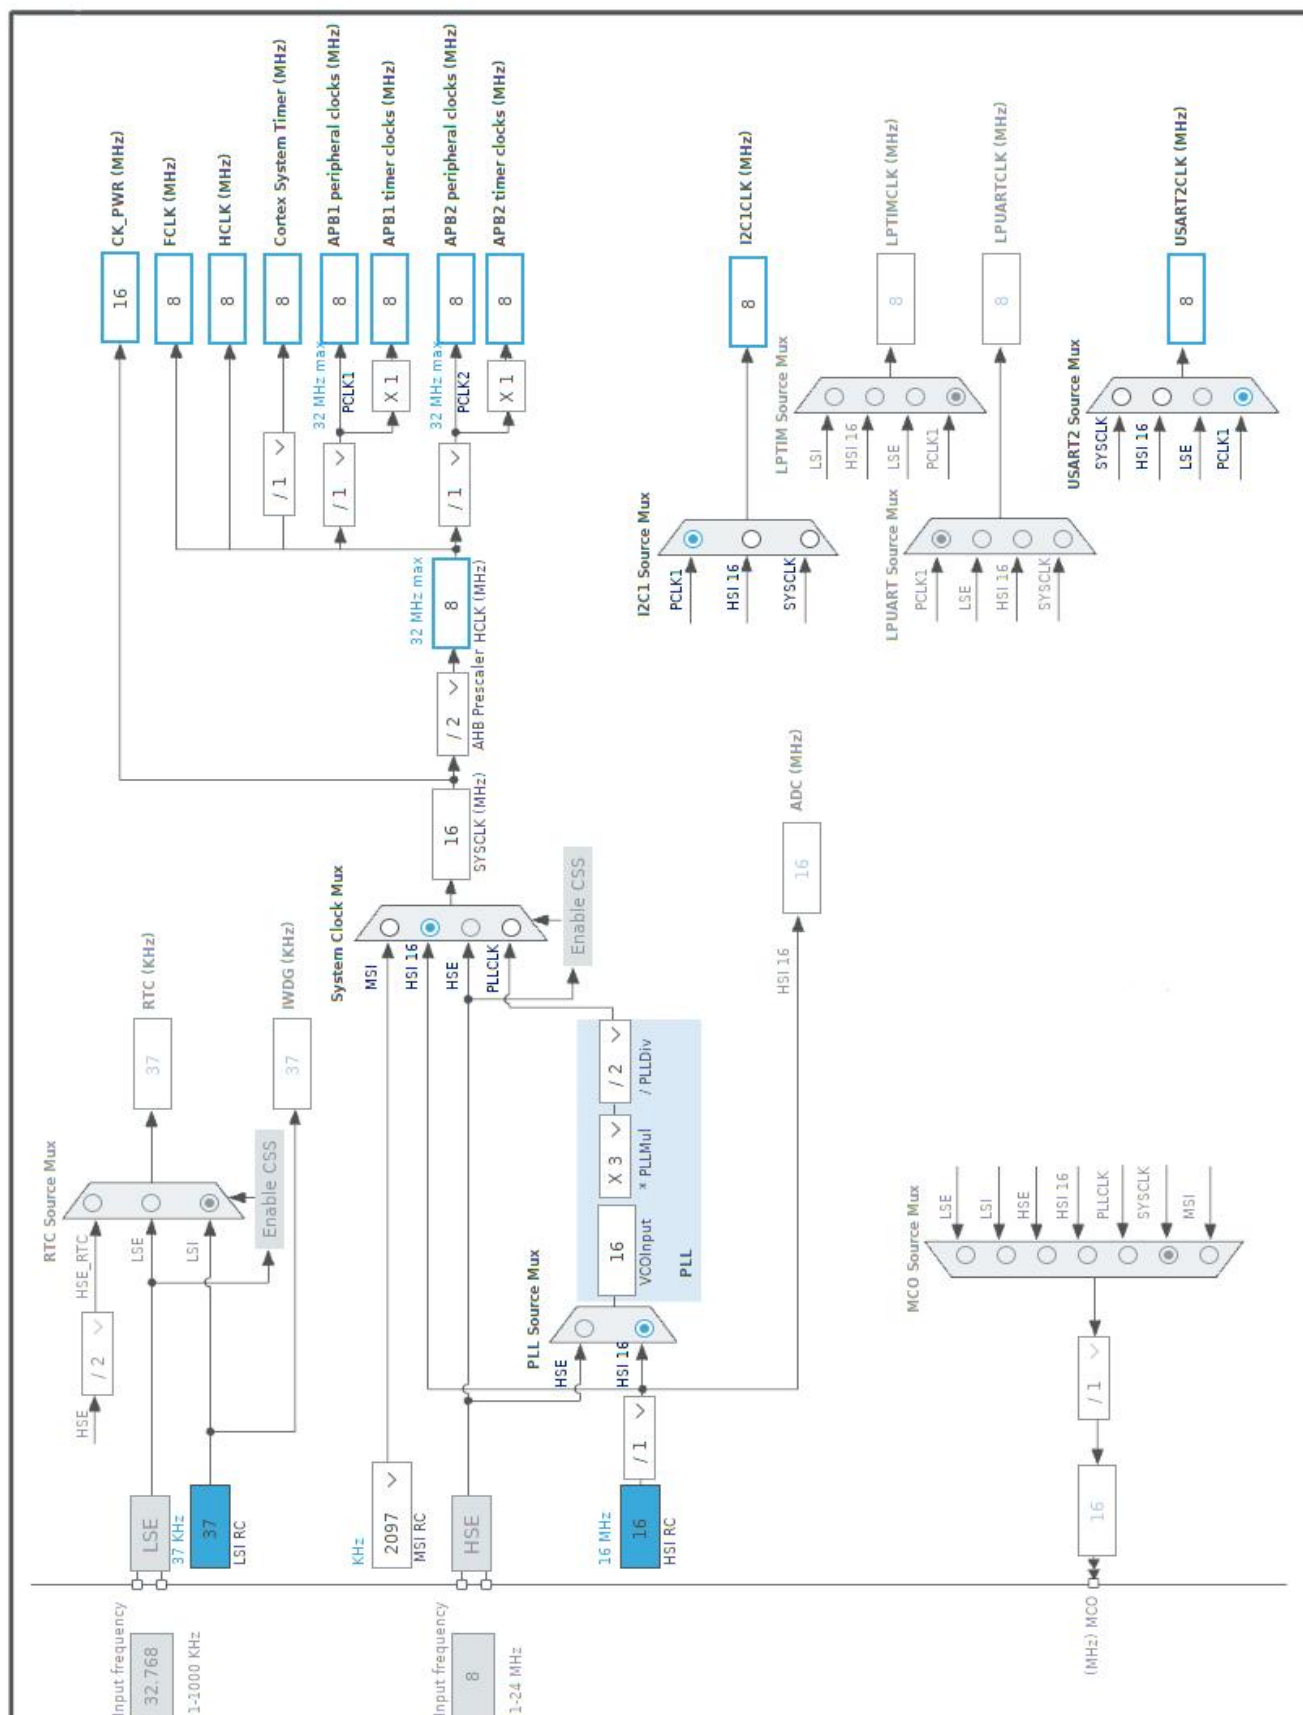 Input frequency
32.768
1-1000 KHz
LSE
37 KHz
37
LSI RC
HSE
/ 2
HSE_RTC
LSE
LSI
RTC Source Mux
Enable CSS
37
RTC (KHz)
37
IWDG (KHz)
Input frequency
8
1-24 MHz
KHz
2097
MSI RC
HSE
16 MHz
16
HSI RC
/ 1
HSE
HSI 16
PLL Source Mux
16
VCOInput
X 3
* PLLMul
/ 2
/ PLLDiv
PLL
System Clock Mux
MSI
HSI 16
HSE
PLLCLK
Enable CSS
16
SYSCLK (MHz)
/ 2
AHB Prescaler
32 MHz max
8
HCLK (MHz)
16
CK_PWR (MHz)
8
FCLK (MHz)
8
HCLK (MHz)
/ 1
8
Cortex System Timer (MHz)
/ 1
32 MHz max
PCLK1
8
APB1 peripheral clocks (MHz)
X 1
8
APB1 timer clocks (MHz)
/ 1
32 MHz max
PCLK2
8
APB2 peripheral clocks (MHz)
X 1
8
APB2 timer clocks (MHz)
HSI 16
16
ADC (MHz)
I2C1 Source Mux
PCLK1
HSI 16
SYSCLK
8
I2C1CLK (MHz)
LPTIM Source Mux
LSI
HSI 16
LSE
PCLK1
8
LPTIMCLK (MHz)
LPUART Source Mux
PCLK1
LSE
HSI 16
SYSCLK
8
LPUARTCLK (MHz)
USART2 Source Mux
SYSCLK
HSI 16
LSE
PCLK1
8
USART2CLK (MHz)
(MHz) MCO
16
/ 1
MCO Source Mux
LSE
LSI
HSE
HSI 16
PLLCLK
SYSCLK
MSI